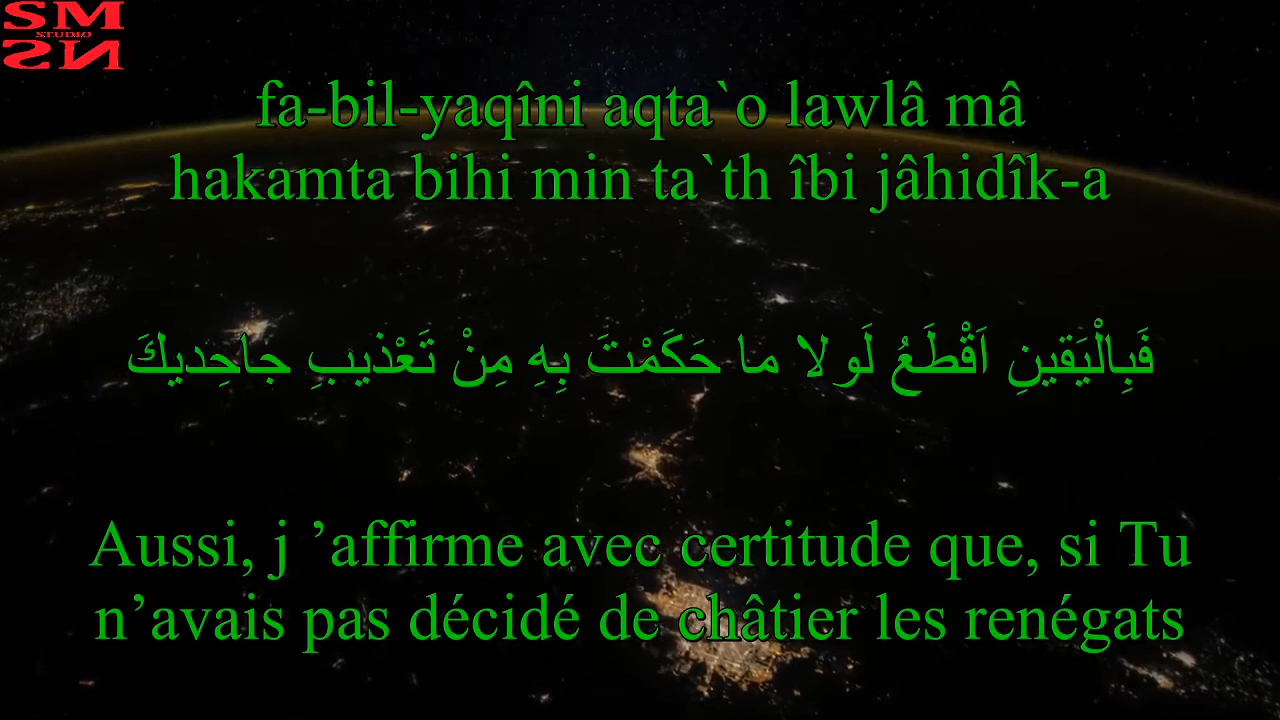 SM
STUDIO
SN
fa-bil-yaqîni aqta`o lawlâ mâ
hakamta bihi min ta`th îbi jâhidîk-a
فَبِالْيَقينِ اَقْطَعُ لَولا ما حَكَمْتَ بِهِ مِنْ تَعْذيبِ جاحِديكَ
Aussi, j ’affirme avec certitude que, si Tu
n’avais pas décidé de châtier les renégats